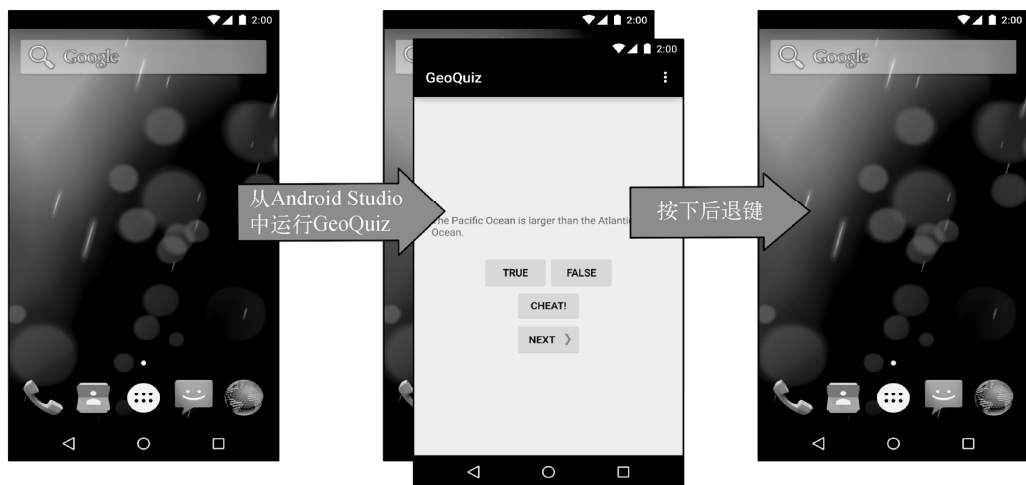 2:00
Google
从Android Studio
中运行GeoQuiz
2:00
2:00
GeoQuiz
The Pacific Ocean is larger than the Atlantic
Ocean.
TRUE FALSE
CHEAT!
NEXT
按下后退键
2:00
Google